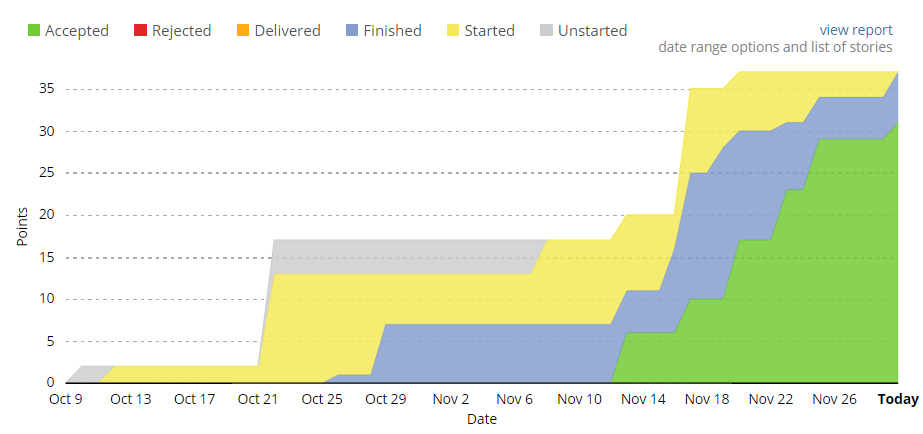 Accepted Rejected Delivered Finished Started Unstarted
view report
date range options and list of stories
35
30
25
20
15
10
5
0
Points
Oct 9 Oct 13 Oct 17 Oct 21 Oct 25 Oct 29 Nov 2 Nov 6 Nov 10 Nov 14 Nov 18 Nov 22 Nov 26 Today
Date